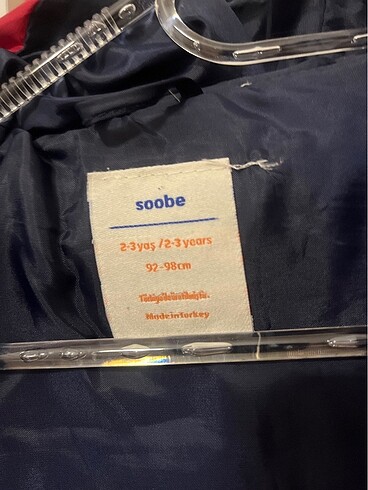 soobe
2-3 yaş / 2-3 years
92-98cm
Made in Turkey